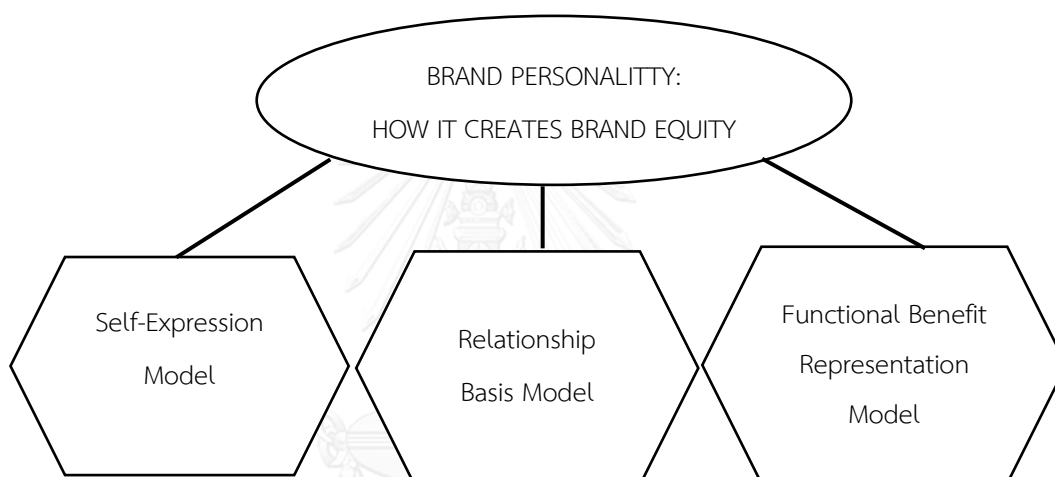 BRAND PERSONALITTY:
HOW IT CREATES BRAND EQUITY
Self-Expression
Model
Relationship
Basis Model
Functional Benefit
Representation
Model